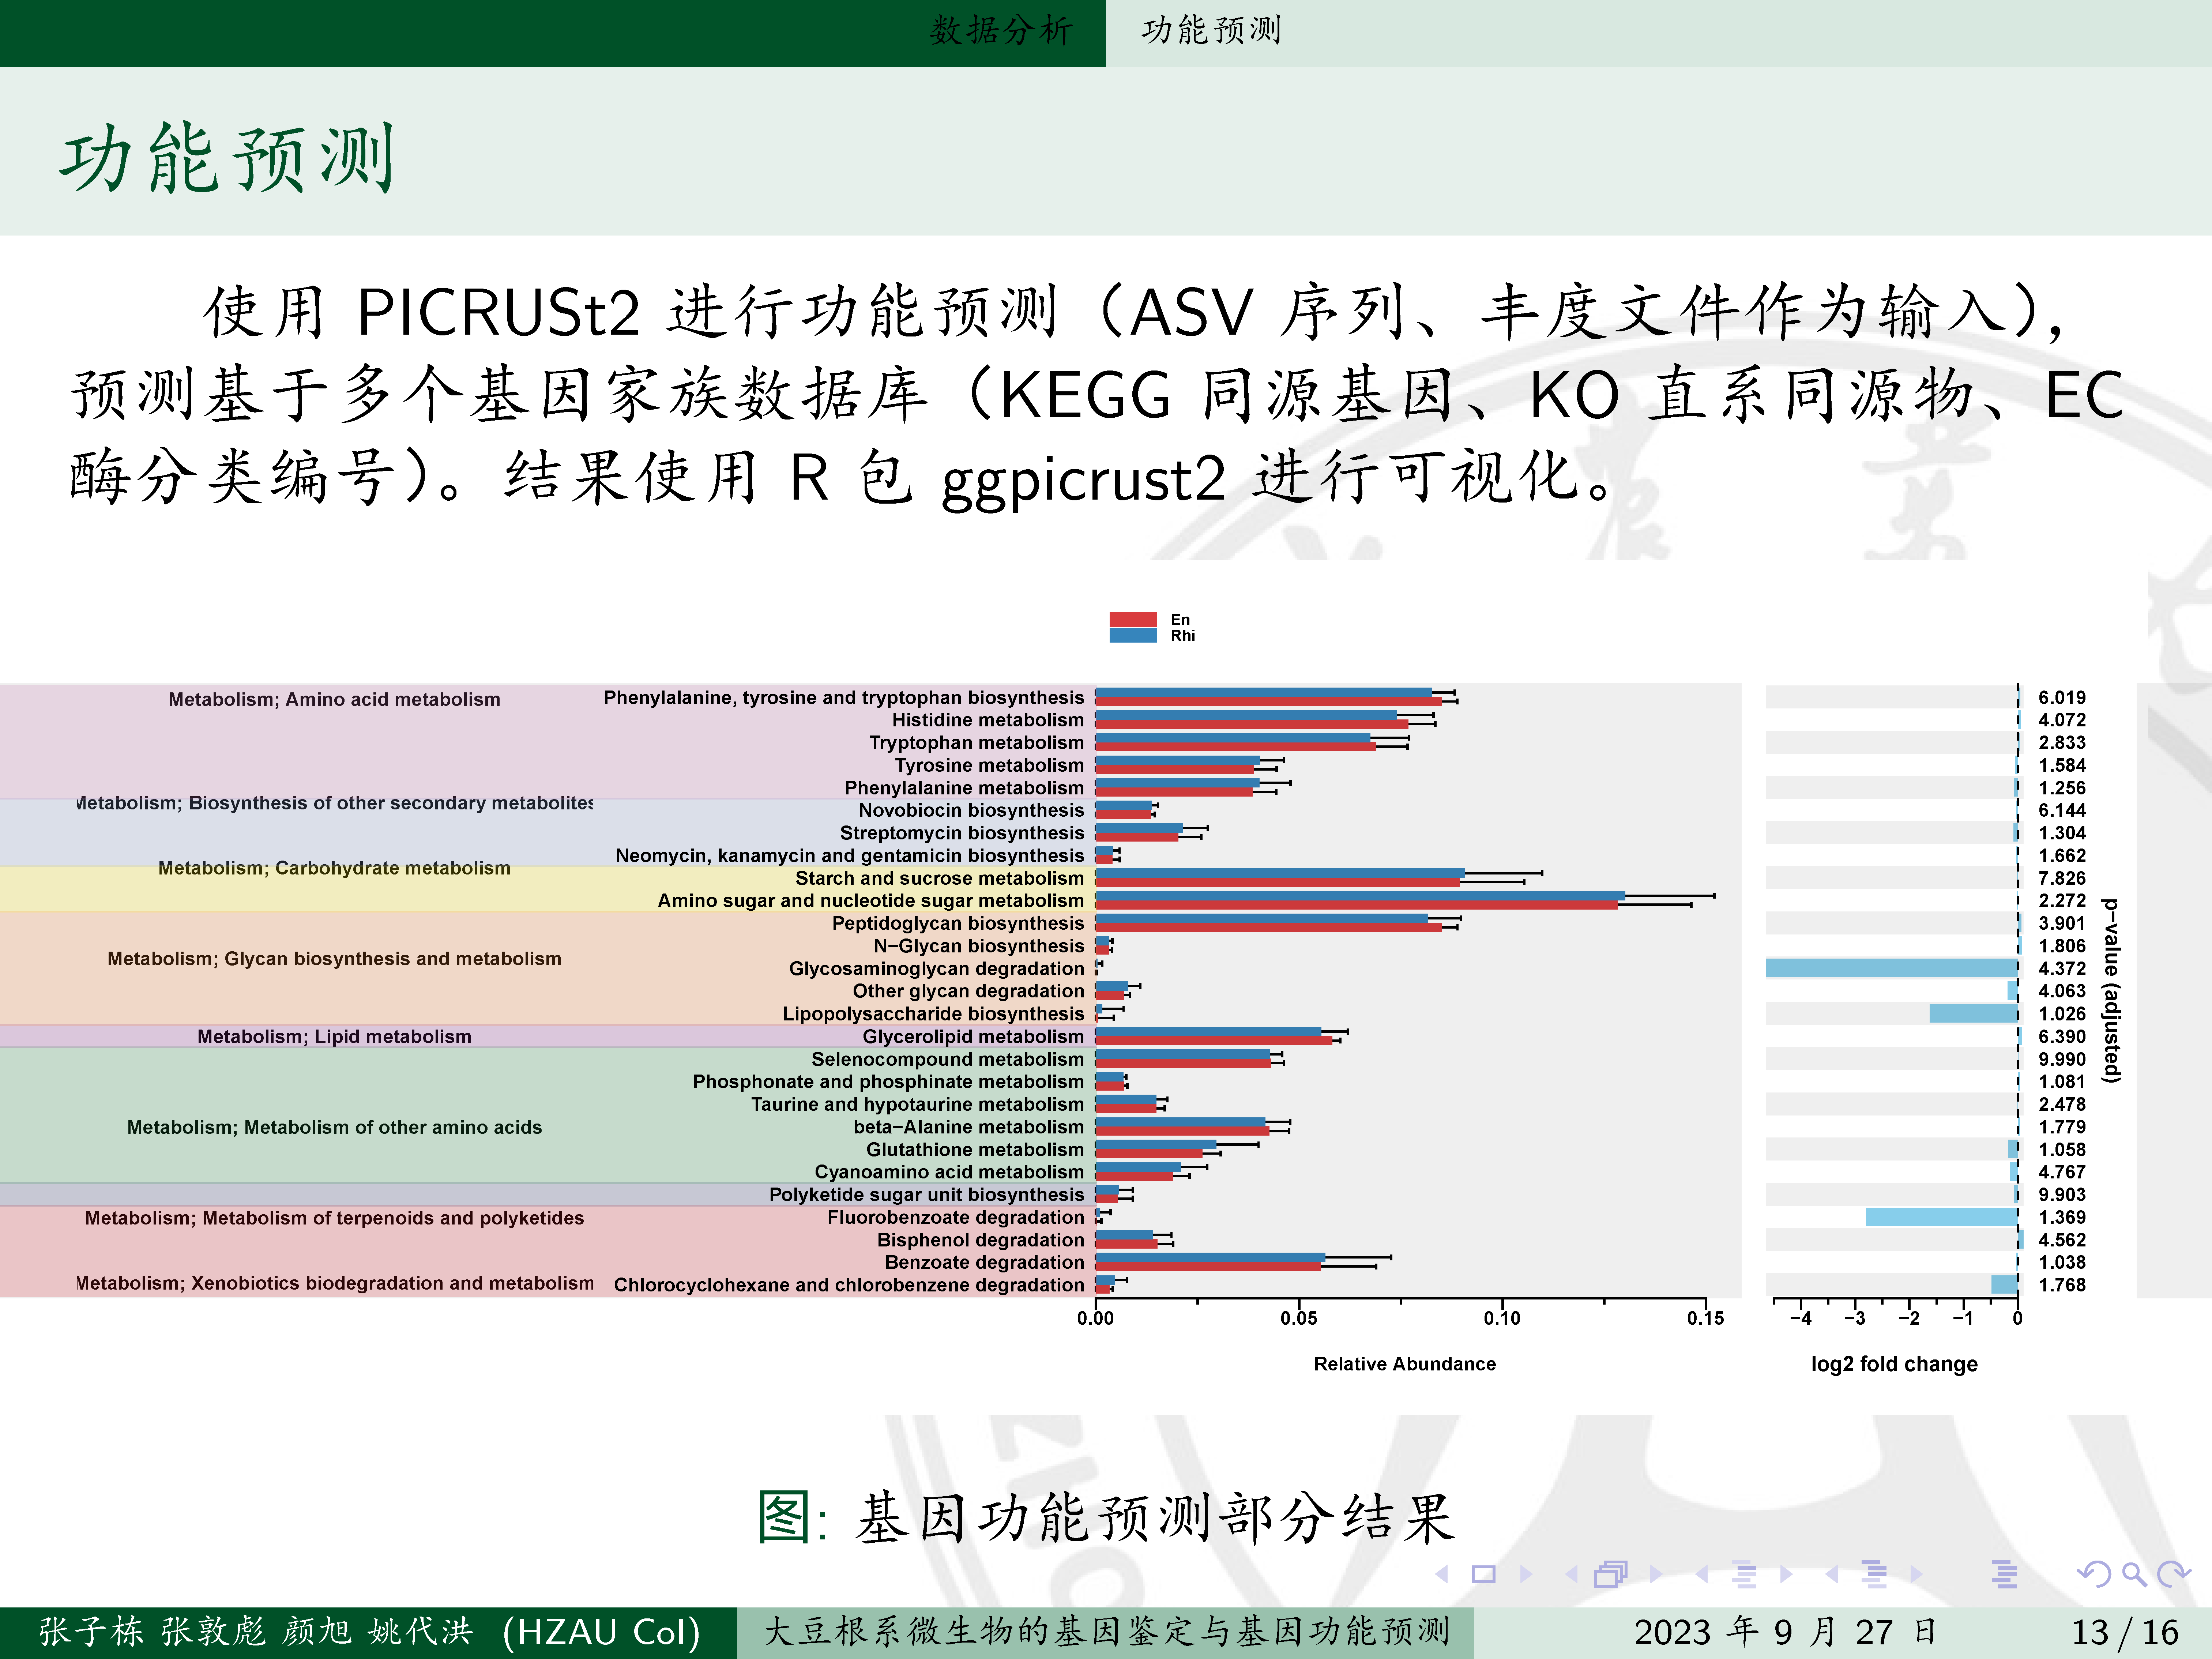 数据分析 功能预测
功能预测
使用 PICRUSt2 进行功能预测（ASV 序列、丰度文件作为输入），
预测基于多个基因家族数据库（KEGG 同源基因、KO 直系同源物、EC
酶分类编号）。结果使用 R 包 ggpicrust2 进行可视化。
En
Rhi
Metabolism; Amino acid metabolism
Metabolism; Biosynthesis of other secondary metabolites
Metabolism; Carbohydrate metabolism
Metabolism; Glycan biosynthesis and metabolism
Metabolism; Lipid metabolism
Metabolism; Metabolism of other amino acids
Metabolism; Metabolism of terpenoids and polyketides
Metabolism; Xenobiotics biodegradation and metabolism
Phenylalanine, tyrosine and tryptophan biosynthesis 6.019
Histidine metabolism 4.072
Tryptophan metabolism 2.833
Tyrosine metabolism 1.584
Phenylalanine metabolism 1.256
Novobiocin biosynthesis 6.144
Streptomycin biosynthesis 1.304
Neomycin, kanamycin and gentamicin biosynthesis 1.662
Starch and sucrose metabolism 7.826
Amino sugar and nucleotide sugar metabolism 2.272
Peptidoglycan biosynthesis 3.901
N−Glycan biosynthesis 1.806
Glycosaminoglycan degradation 4.372
Other glycan degradation 4.063
Lipopolysaccharide biosynthesis 1.026
Glycerolipid metabolism 6.390
Selenocompound metabolism 9.990
Phosphonate and phosphinate metabolism 1.081
Taurine and hypotaurine metabolism 2.478
beta−Alanine metabolism 1.779
Glutathione metabolism 1.058
Cyanoamino acid metabolism 4.767
Polyketide sugar unit biosynthesis 9.903
Fluorobenzoate degradation 1.369
Bisphenol degradation 4.562
Benzoate degradation 1.038
Chlorocyclohexane and chlorobenzene degradation 1.768
p−value (adjusted)
0.00 0.05 0.10 0.15 −4 −3 −2 −1 0
Relative Abundance log2 fold change
图: 基因功能预测部分结果
张子栋 张敦彪 颜旭 姚代洪 (HZAU CoI) 大豆根系微生物的基因鉴定与基因功能预测 2023 年 9 月 27 日 13 / 16